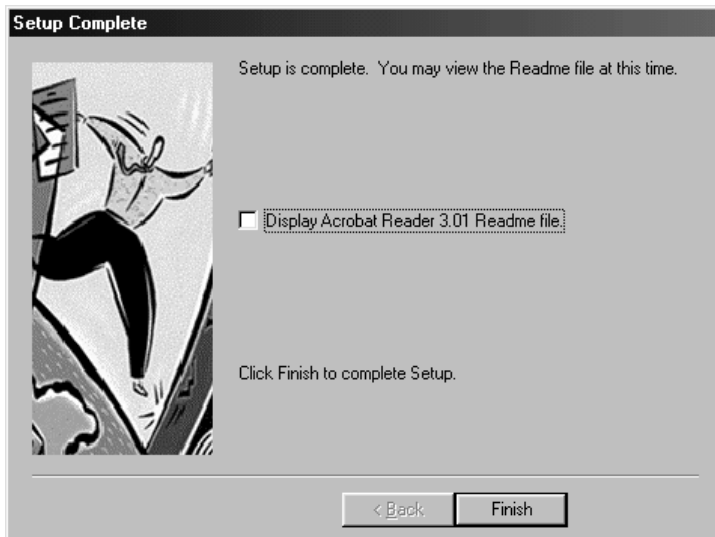 Setup Complete
Setup is complete.  You may view the Readme file at this time.
Display Acrobat Reader 3.01 Readme file.
Click Finish to complete Setup.
< Back
Finish